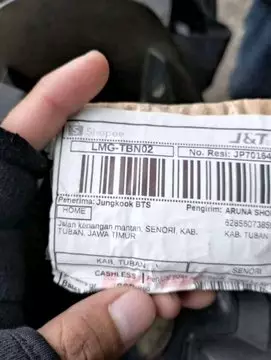 S Shopee
J&T
LMG-TBN02
No. Resi: JP70164
Penerima: Jungkook BTS
HOME
Pengirim: ARUNA SHO
Jalan kenangan mantan, SENORI, KAB.
TUBAN, JAWA TIMUR
KAB. TUBAN
KAB. TUBAN
SENORI
CASHLESS